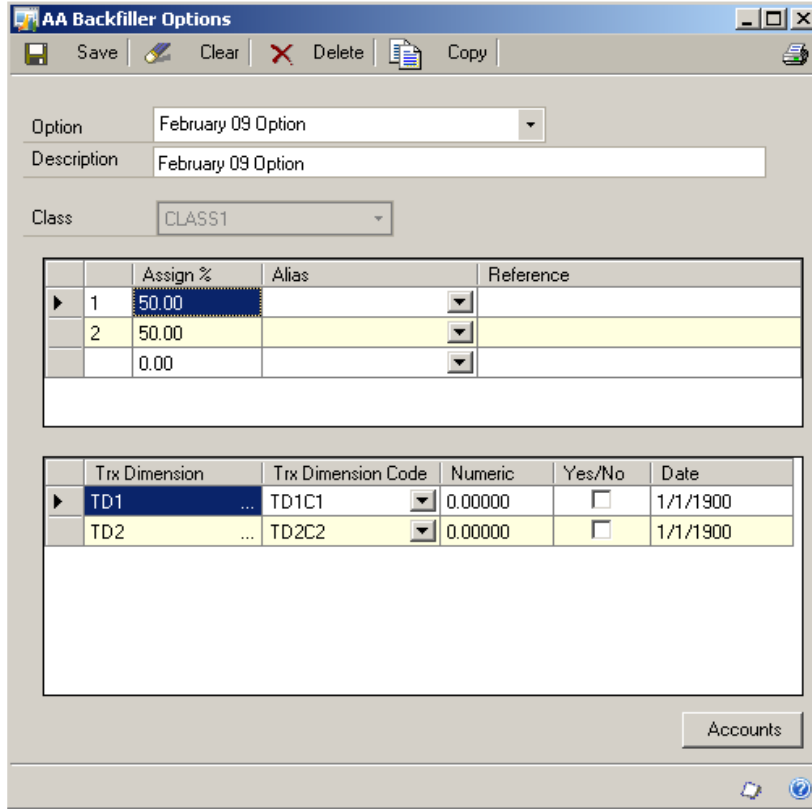 AA Backfiller Options
Save Clear Delete Copy
Option February 09 Option
Description February 09 Option
Class CLASS1
Assign % Alias Reference
1 50.00
2 50.00
0.00
Trx Dimension Trx Dimension Code Numeric Yes/No Date
TD1 ... TD1C1 0.00000 1/1/1900
TD2 ... TD2C2 0.00000 1/1/1900
Accounts